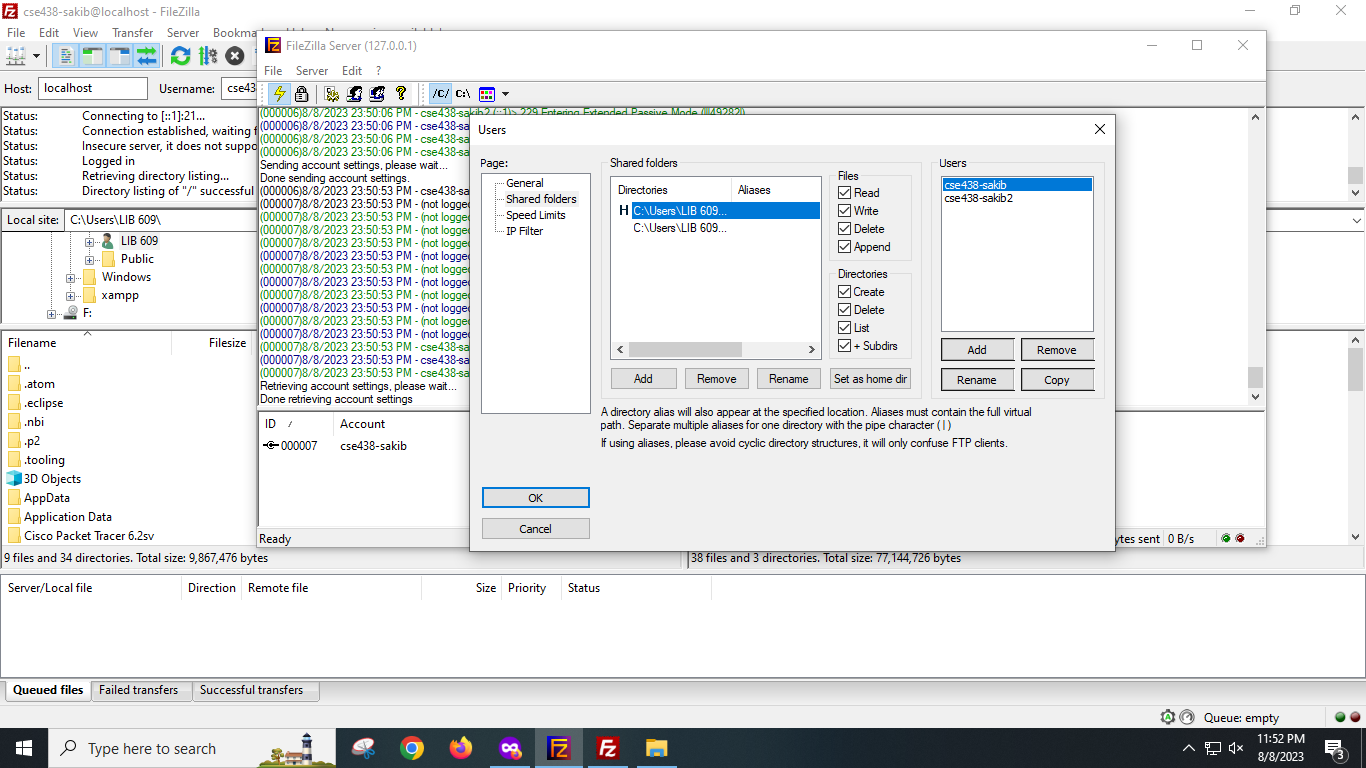 cse438-sakib@localhost - FileZilla
File Edit View Transfer Server
Host: localhost Username: cse43
Status: Connecting to [::1]:21...
Status: Connection established, waiting f
Status: Insecure server, it does not suppo
Status: Logged in
Status: Retrieving directory listing...
Status: Directory listing of "/" successful
Local site: C:\Users\LIB 609\
LIB 609
Public
Windows
xampp
F:
Filename Filesize
..
.atom
.eclipse
.nbi
.p2
.tooling
3D Objects
AppData
Application Data
Cisco Packet Tracer 6.2sv
9 files and 34 directories. Total size: 9,867,476 bytes
38 files and 3 directories. Total size: 77,144,726 bytes
FileZilla Server (127.0.0.1)
File Server Edit ?
/C/ C:\
(000006)8/8/2023 23:50:06 PM - cse438-sakib2 (::1)> 229 Entering Extended Passive Mode (|||49282|)
(000006)8/8/2023 23:50:06 PM - cse438-sa
(000006)8/8/2023 23:50:06 PM - cse438-sa
(000006)8/8/2023 23:50:06 PM - cse438-sa
Sending account settings, please wait...
Done sending account settings.
(000006)8/8/2023 23:50:53 PM - cse438-sa
(000007)8/8/2023 23:50:53 PM - (not logged
(000007)8/8/2023 23:50:53 PM - (not logged
(000007)8/8/2023 23:50:53 PM - (not logged
(000007)8/8/2023 23:50:53 PM - (not logged
(000007)8/8/2023 23:50:53 PM - (not logged
(000007)8/8/2023 23:50:53 PM - (not logged
(000007)8/8/2023 23:50:53 PM - (not logged
(000007)8/8/2023 23:50:53 PM - (not logged
(000007)8/8/2023 23:50:53 PM - (not logged
(000007)8/8/2023 23:50:53 PM - (not logged
(000007)8/8/2023 23:50:53 PM - (not logged
(000007)8/8/2023 23:50:53 PM - cse438-sa
(000007)8/8/2023 23:50:53 PM - cse438-sa
(000007)8/8/2023 23:50:53 PM - cse438-sa
Retrieving account settings, please wait...
Done retrieving account settings
ID / Account
000007 cse438-sakib
Ready
ytes sent 0 B/s
Users
Page:
General
Shared folders
Speed Limits
IP Filter
OK
Cancel
Shared folders
Directories Aliases
H C:\Users\LIB 609...
C:\Users\LIB 609...
Add Remove Rename Set as home dir
Files
Read
Write
Delete
Append
Directories
Create
Delete
List
+ Subdirs
Users
cse438-sakib
cse438-sakib2
Add Remove
Rename Copy
A directory alias will also appear at the specified location. Aliases must contain the full virtual
path. Separate multiple aliases for one directory with the pipe character ( | )
If using aliases, please avoid cyclic directory structures, it will only confuse FTP clients.
Server/Local file Direction Remote file Size Priority Status
Queued files Failed transfers Successful transfers
Queue: empty
Type here to search
11:52 PM
8/8/2023
3